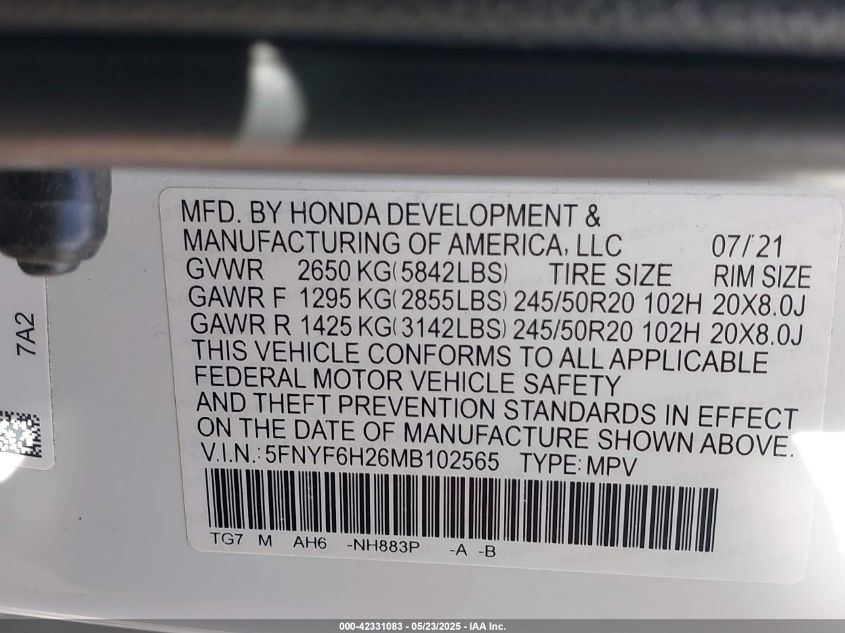 MFD. BY HONDA DEVELOPMENT &
MANUFACTURING OF AMERICA, LLC 07/21
GVWR 2650 KG(5842LBS) TIRE SIZE RIM SIZE
GAWR F 1295 KG(2855LBS) 245/50R20 102H 20X8.0J
GAWR R 1425 KG(3142LBS) 245/50R20 102H 20X8.0J
THIS VEHICLE CONFORMS TO ALL APPLICABLE
FEDERAL MOTOR VEHICLE SAFETY
AND THEFT PREVENTION STANDARDS IN EFFECT
ON THE DATE OF MANUFACTURE SHOWN ABOVE.
V.I.N.: 5FNYF6H26MB102565 TYPE: MPV
TG7 M AH6 -NH883P -A -B
7A2
000-42331083 - 05/23/2025 - IAA Inc.